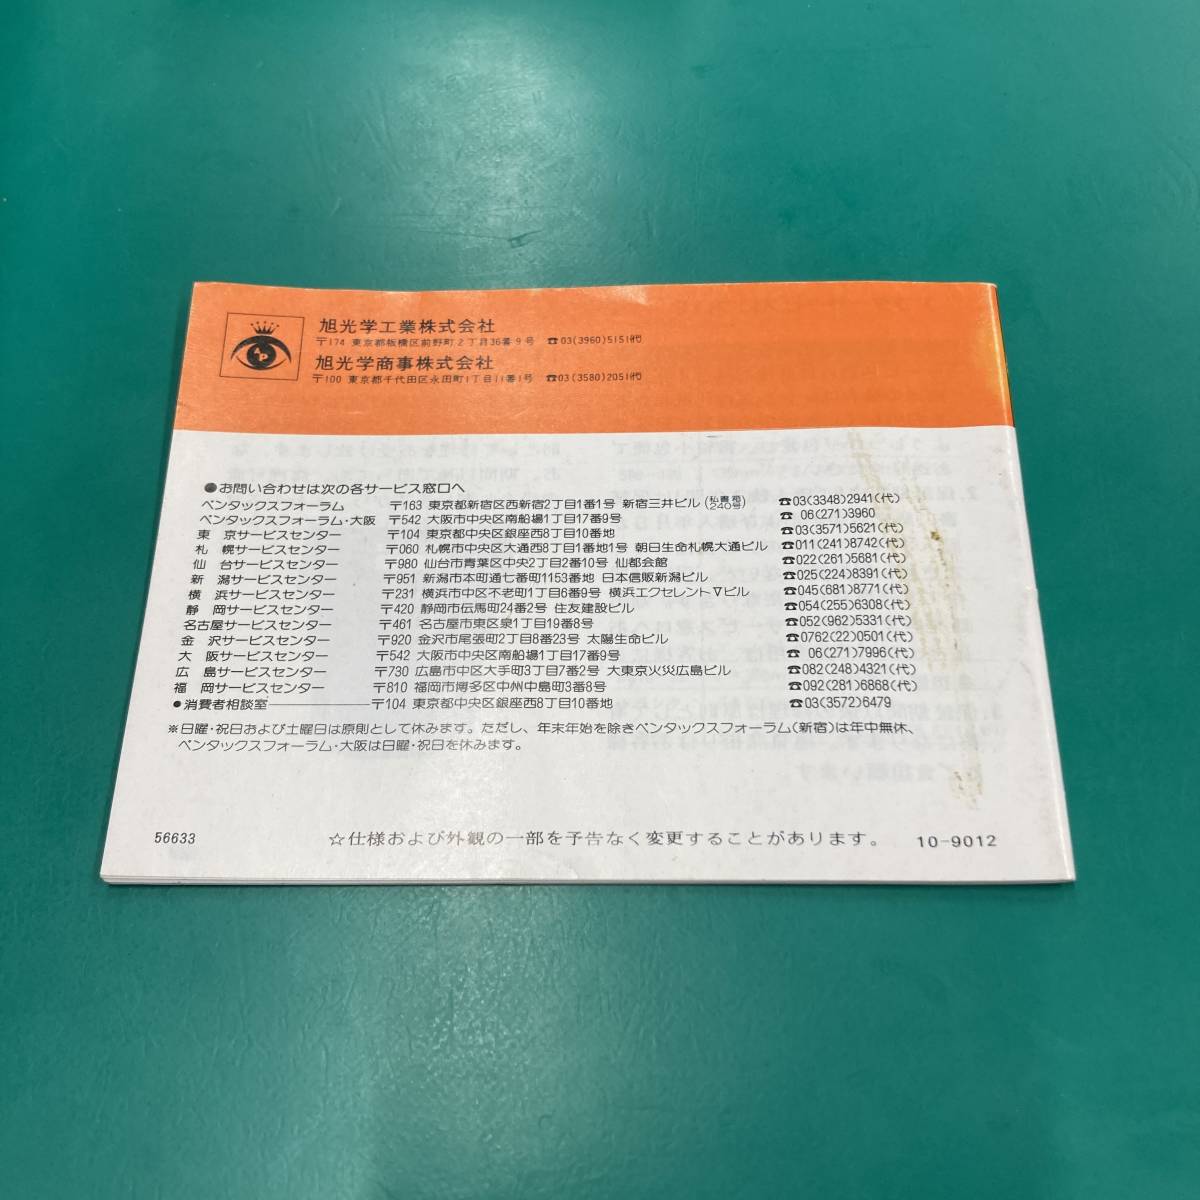 AP
旭光学工業株式会社
〒174 東京都板橋区前野町2丁目36番9号 ☎03(3960)5151(代)
旭光学商事株式会社
〒100 東京都千代田区永田町1丁目11番1号 ☎03(3580)2051(代)
●お問い合わせは次の各サービス窓口へ
ペンタックスフォーラム 〒163 東京都新宿区西新宿2丁目1番1号 新宿三井ビル(私書箱240号) ☎03(3348)2941(代)
ペンタックスフォーラム・大阪 〒542 大阪市中央区南船場1丁目17番9号 ☎06(271)3960
東京サービスセンター 〒104 東京都中央区銀座西8丁目10番地 ☎03(3571)5621(代)
札幌サービスセンター 〒060 札幌市中央区大通西8丁目1番地1号 朝日生命札幌大通ビル ☎011(241)8742(代)
仙台サービスセンター 〒980 仙台市青葉区中央2丁目2番10号 仙都会館 ☎022(261)5681(代)
新潟サービスセンター 〒951 新潟市本町通七番町1153番地 日本信販新潟ビル ☎025(224)8391(代)
横浜サービスセンター 〒231 横浜市中区不老町1丁目6番9号 横浜エクセレントⅤビル ☎045(681)8771(代)
静岡サービスセンター 〒420 静岡市伝馬町24番2号 住友建設ビル ☎054(255)6308(代)
名古屋サービスセンター 〒461 名古屋市東区泉1丁目19番8号 ☎052(962)5331(代)
金沢サービスセンター 〒920 金沢市尾張町2丁目8番23号 太陽生命ビル ☎0762(22)0501(代)
大阪サービスセンター 〒542 大阪市中央区南船場1丁目17番9号 ☎06(271)7996(代)
広島サービスセンター 〒730 広島市中区大手町3丁目7番2号 大東京火災広島ビル ☎082(248)4321(代)
福岡サービスセンター 〒810 福岡市博多区中州中島町3番8号 ☎092(281)6868(代)
●消費者相談室 〒104 東京都中央区銀座西8丁目10番地 ☎03(3572)6479
※日曜・祝日および土曜日は原則として休みます。ただし、年末年始を除きペンタックスフォーラム(新宿)は年中無休、
ペンタックスフォーラム・大阪は日曜・祝日を休みます。
56633 ☆仕様および外観の一部を予告なく変更することがあります。 10-9012